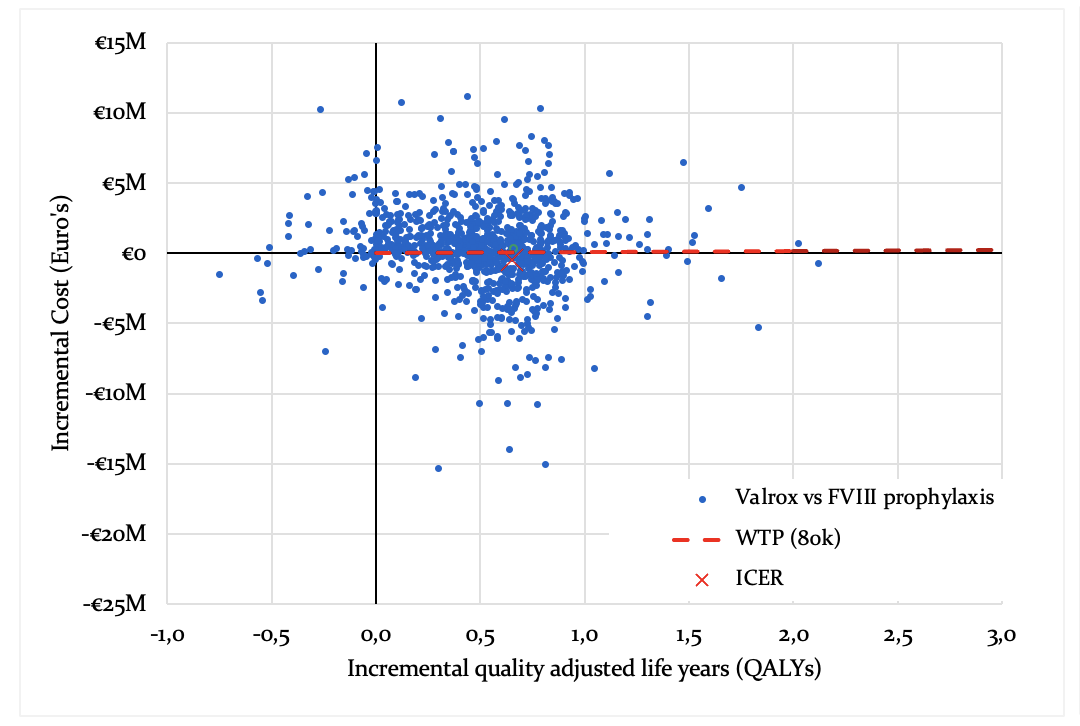 €15M
€10M
€5M
€0
-€5M
-€10M
-€15M
-€20M
-€25M
Incremental Cost (Euro's)
Valrox vs FVIII prophylaxis
WTP (80k)
ICER
-1,0 -0,5 0,0 0,5 1,0 1,5 2,0 2,5 3,0
Incremental quality adjusted life years (QALYs)